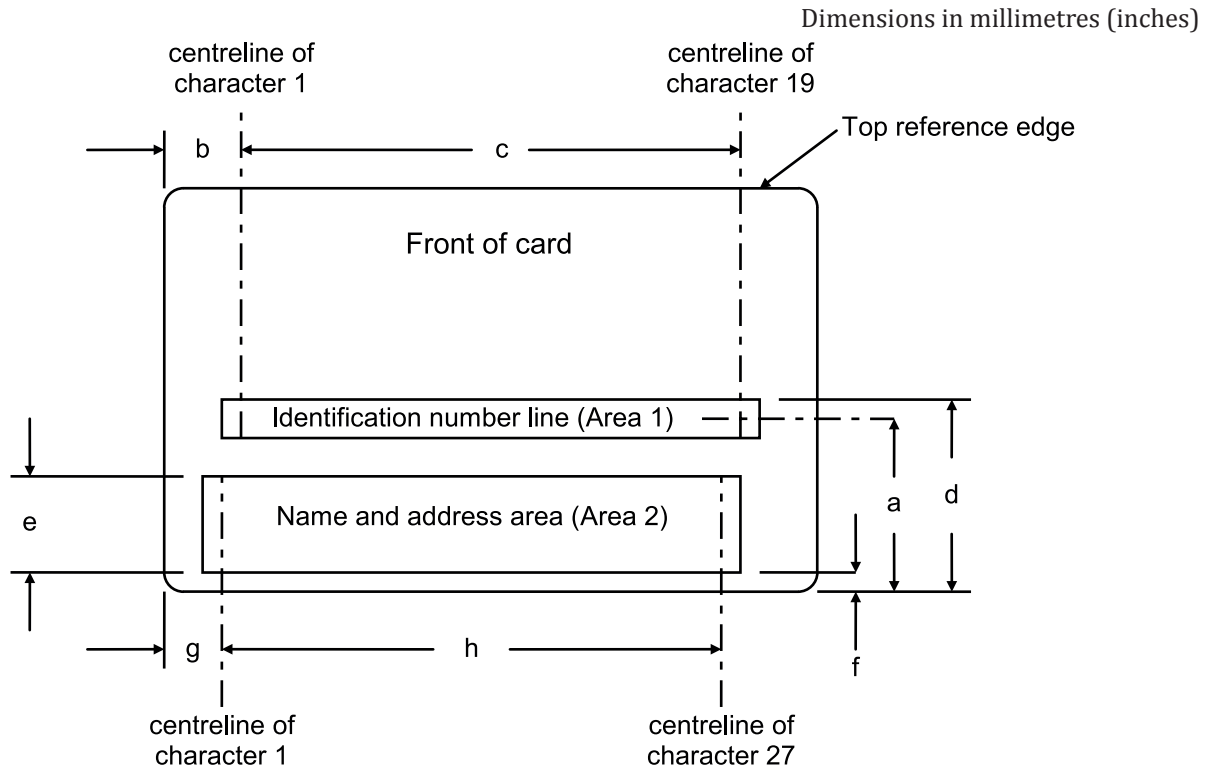 Dimensions in millimetres (inches)
centreline of
character 1
centreline of
character 19
Top reference edge
b
c
Front of card
Identification number line (Area 1)
a
d
e
Name and address area (Area 2)
g
h
f
centreline of
character 1
centreline of
character 27